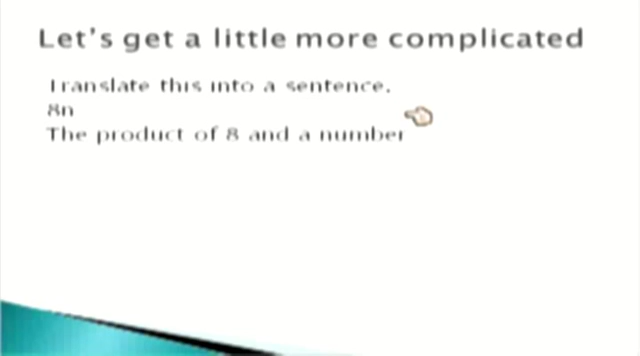 Let's get a little more complicated
Translate this into a sentence.
8n
The product of 8 and a number